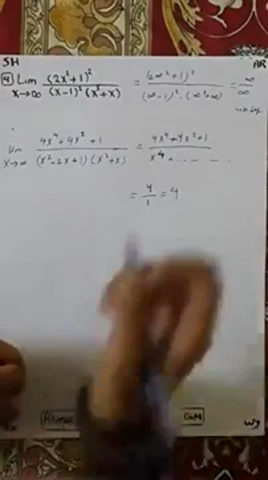 SH AR
4 Lim x→∞ (2x²+1)² / (x-1)² (x²+x) = (2∞²+1)² / (∞-1)² · (∞²+∞) = ∞/∞
Lim x→∞ 4x⁴+4x²+1 / (x²-2x+1) (x²+x) = 4x⁴+4x²+1 / x⁴+ ... - - -
= 4/1 = 4
WJ